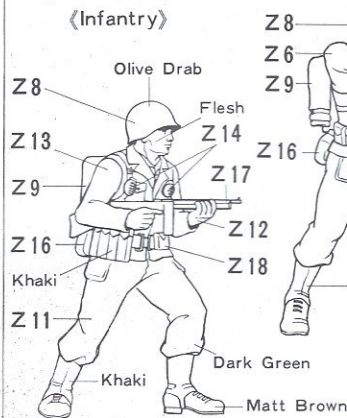 《Infantry》
Olive Drab
Z8
Flesh
Z13
Z14
Z9
Z17
Z12
Z16
Z18
Khaki
Z11
Dark Green
Khaki
Matt Brown
Z8
Z6
Z9
Z16